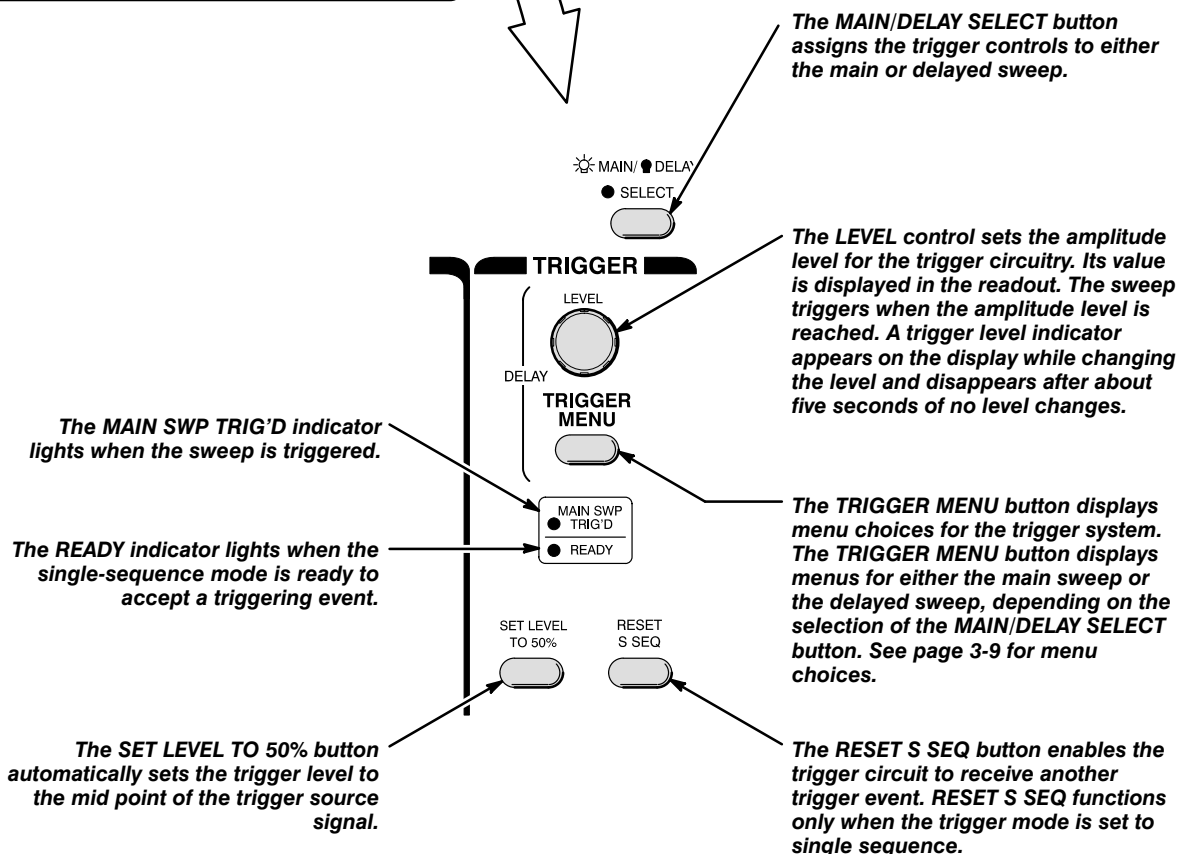 The MAIN/DELAY SELECT button
assigns the trigger controls to either
the main or delayed sweep.
MAIN/ DELAY
SELECT
TRIGGER
LEVEL
DELAY
TRIGGER
MENU
MAIN SWP
TRIG'D
READY
SET LEVEL
TO 50%
RESET
S SEQ
The LEVEL control sets the amplitude
level for the trigger circuitry. Its value
is displayed in the readout. The sweep
triggers when the amplitude level is
reached. A trigger level indicator
appears on the display while changing
the level and disappears after about
five seconds of no level changes.
The MAIN SWP TRIG'D indicator
lights when the sweep is triggered.
The READY indicator lights when the
single-sequence mode is ready to
accept a triggering event.
The TRIGGER MENU button displays
menu choices for the trigger system.
The TRIGGER MENU button displays
menus for either the main sweep or
the delayed sweep, depending on the
selection of the MAIN/DELAY SELECT
button. See page 3-9 for menu
choices.
The SET LEVEL TO 50% button
automatically sets the trigger level to
the mid point of the trigger source
signal.
The RESET S SEQ button enables the
trigger circuit to receive another
trigger event. RESET S SEQ functions
only when the trigger mode is set to
single sequence.